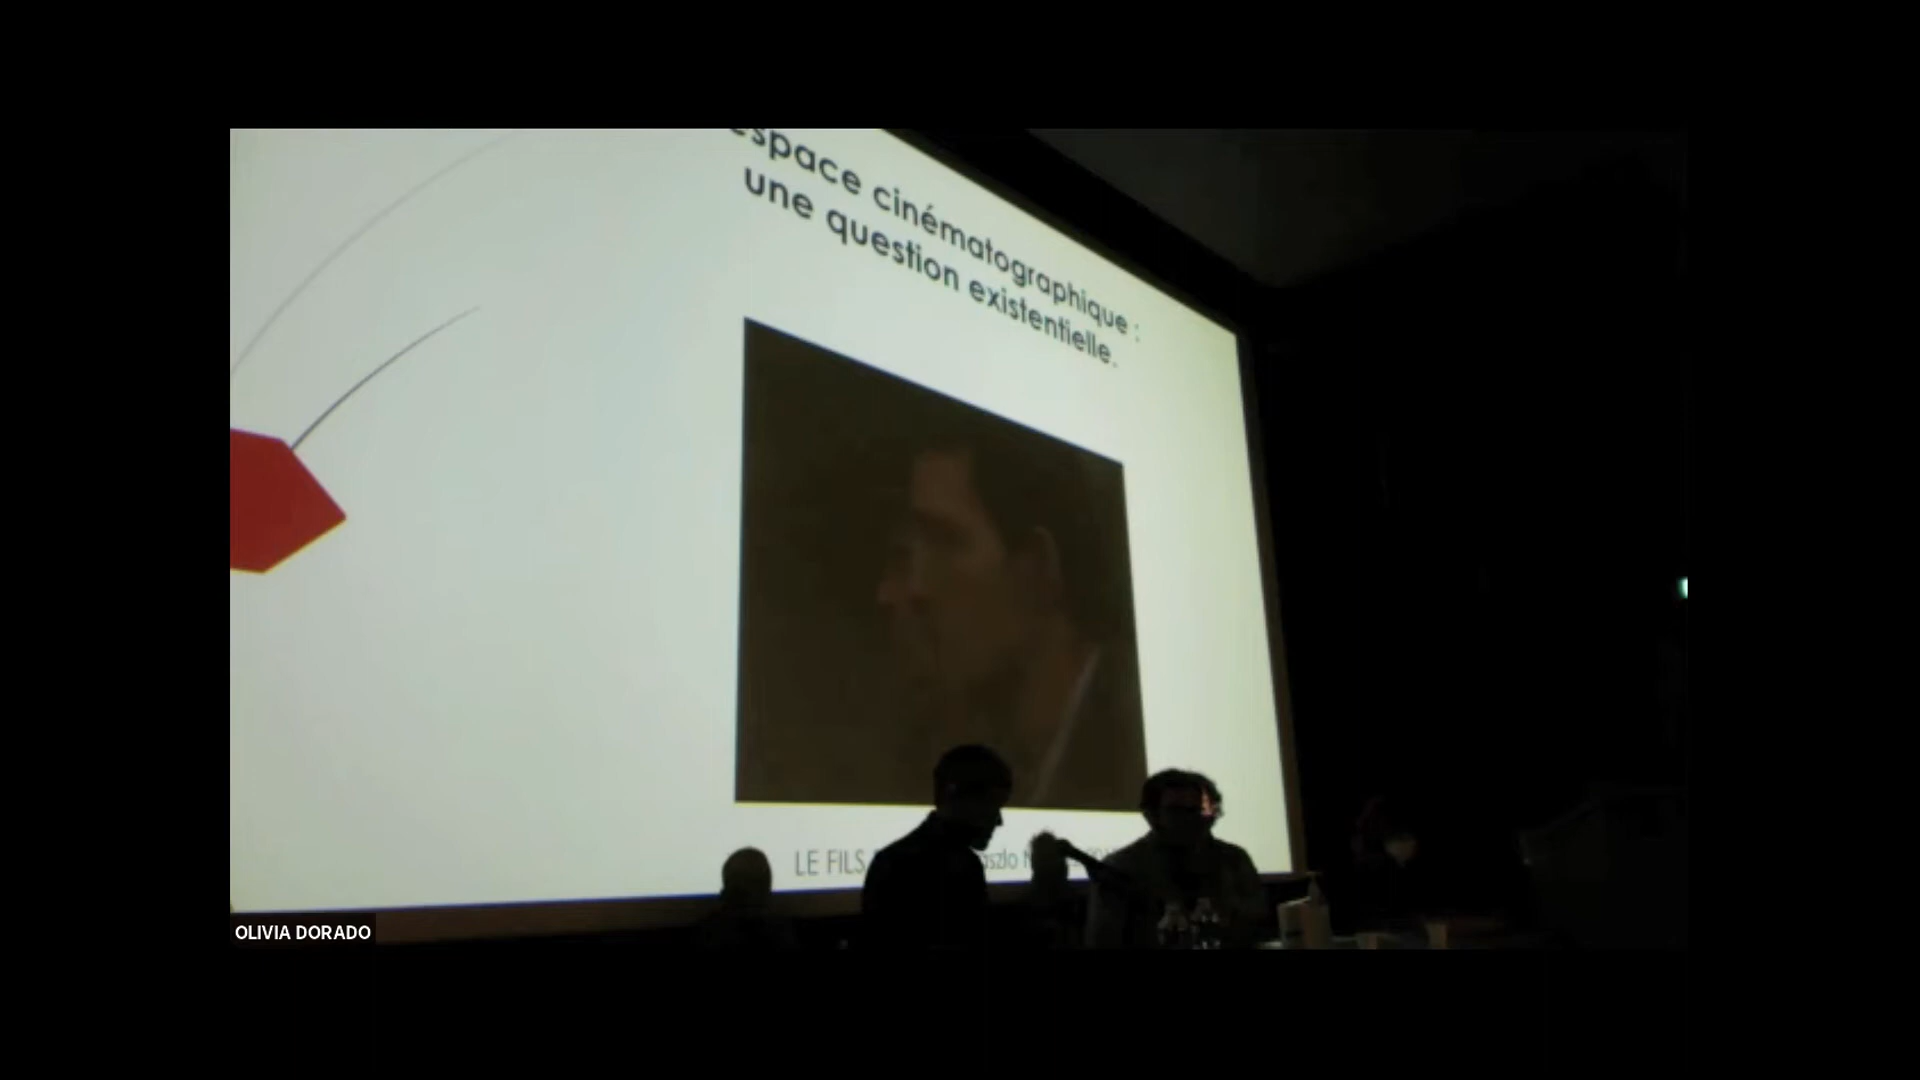 espace cinématographique :
une question existentielle.
LE FILS
OLIVIA DORADO